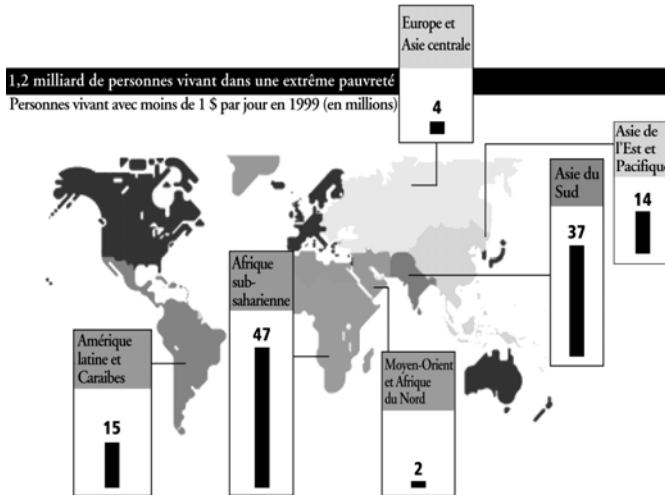 Europe et
Asie centrale
4
1,2 milliard de personnes vivant dans une extrême pauvreté
Personnes vivant avec moins de 1 $ par jour en 1999 (en millions)
Asie de
l'Est et
Pacifique
14
Asie du
Sud
37
Afrique
sub-
saharienne
47
Amérique
latine et
Caraïbes
15
Moyen-Orient
et Afrique
du Nord
2